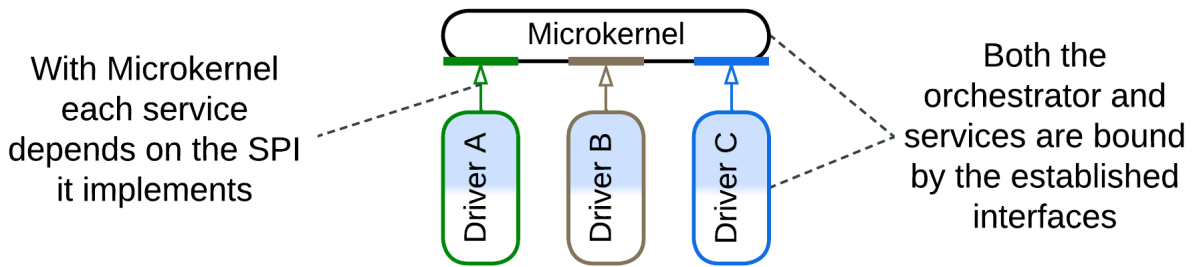 Microkernel
With Microkernel
each service
depends on the SPI
it implements
Driver A
Driver B
Driver C
Both the
orchestrator and
services are bound
by the established
interfaces